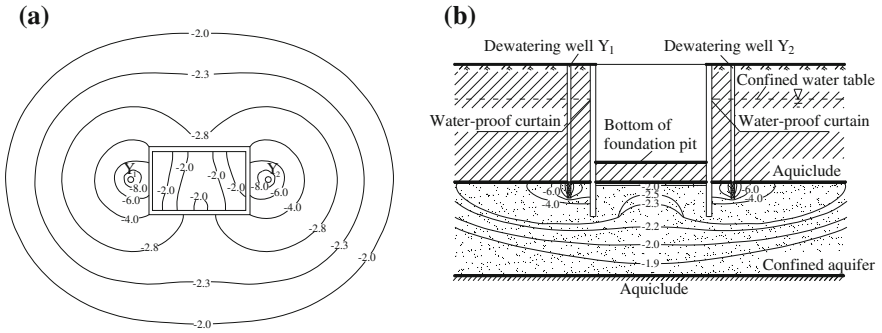 (a)
-2.0
-2.3
-2.8
Y1
-8.0
-6.0
-4.0
-2.0
-2.0
-2.0
-2.0
Y2
-8.0
-6.0
-4.0
-2.8
-2.8
-2.3
-2.0
-2.3
-2.0
(b)
Dewatering well Y1
Dewatering well Y2
Confined water table
Water-proof curtain
Water-proof curtain
Bottom of
foundation pit
Aquiclude
-6.0
-4.0
-2.0
-2.2
-2.3
-6.0
-4.0
-2.2
-2.0
-1.9
Confined aquifer
Aquiclude